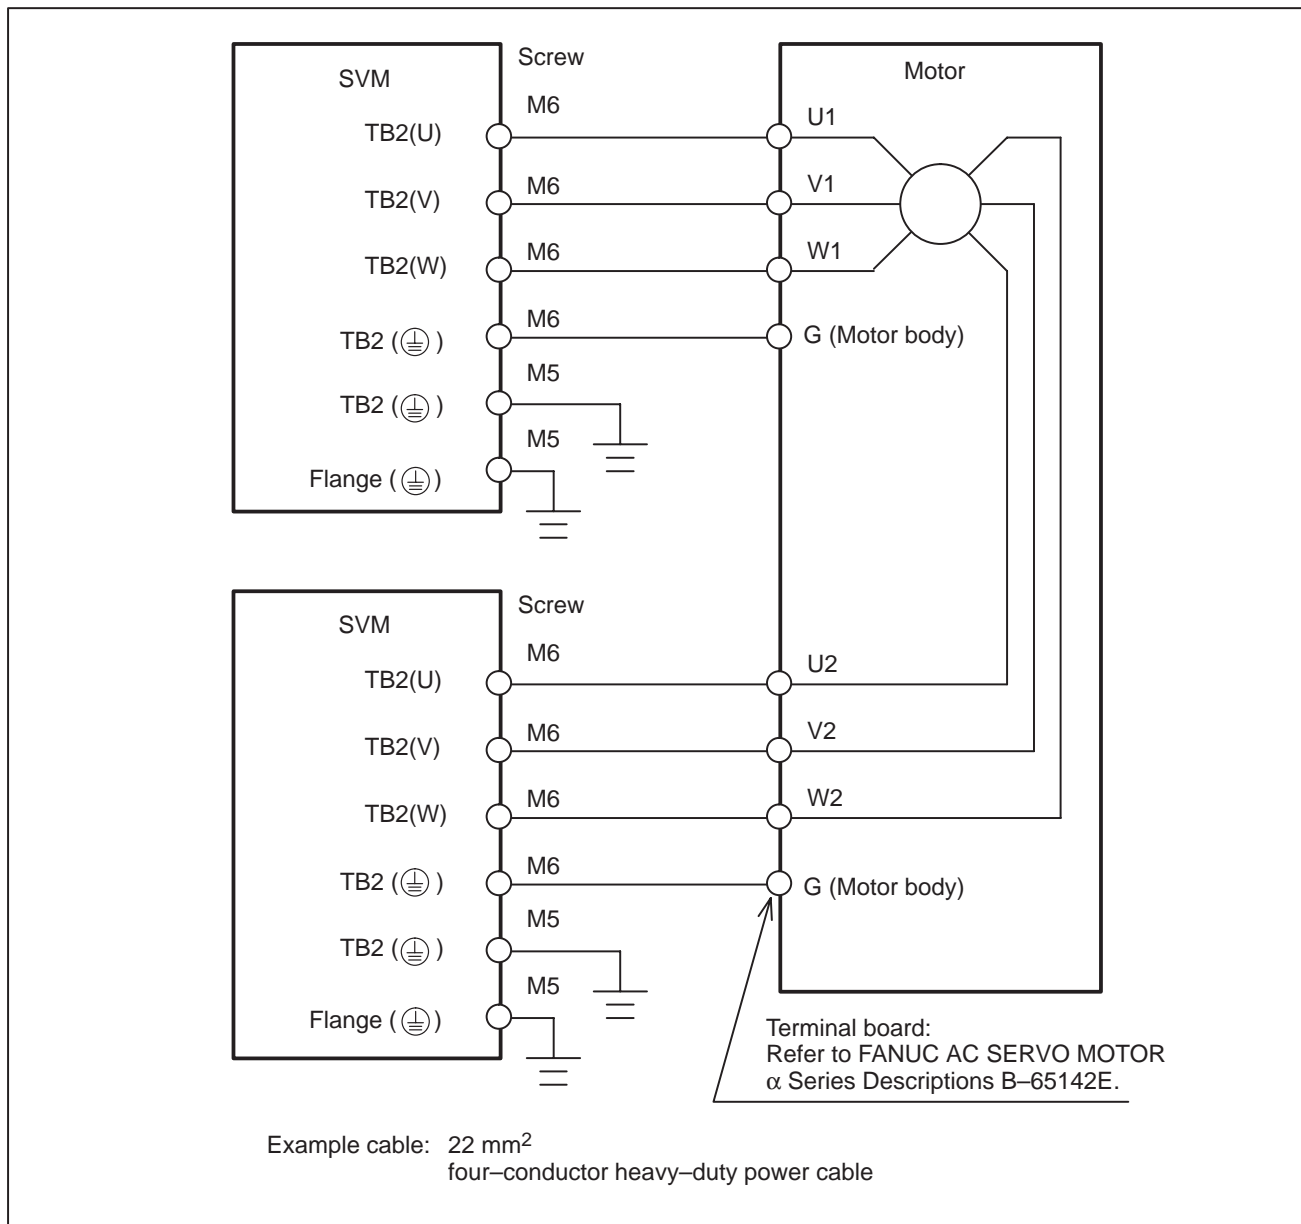 Screw
SVM
Motor
M6
TB2(U)
U1
M6
TB2(V)
V1
M6
TB2(W)
W1
M6
TB2 ( )
G (Motor body)
M5
TB2 ( )
M5
Flange ( )
Screw
SVM
M6
TB2(U)
U2
M6
TB2(V)
V2
M6
TB2(W)
W2
M6
TB2 ( )
G (Motor body)
M5
TB2 ( )
M5
Flange ( )
Terminal board:
Refer to FANUC AC SERVO MOTOR
α Series Descriptions B–65142E.
Example cable: 22 mm²
four–conductor heavy–duty power cable